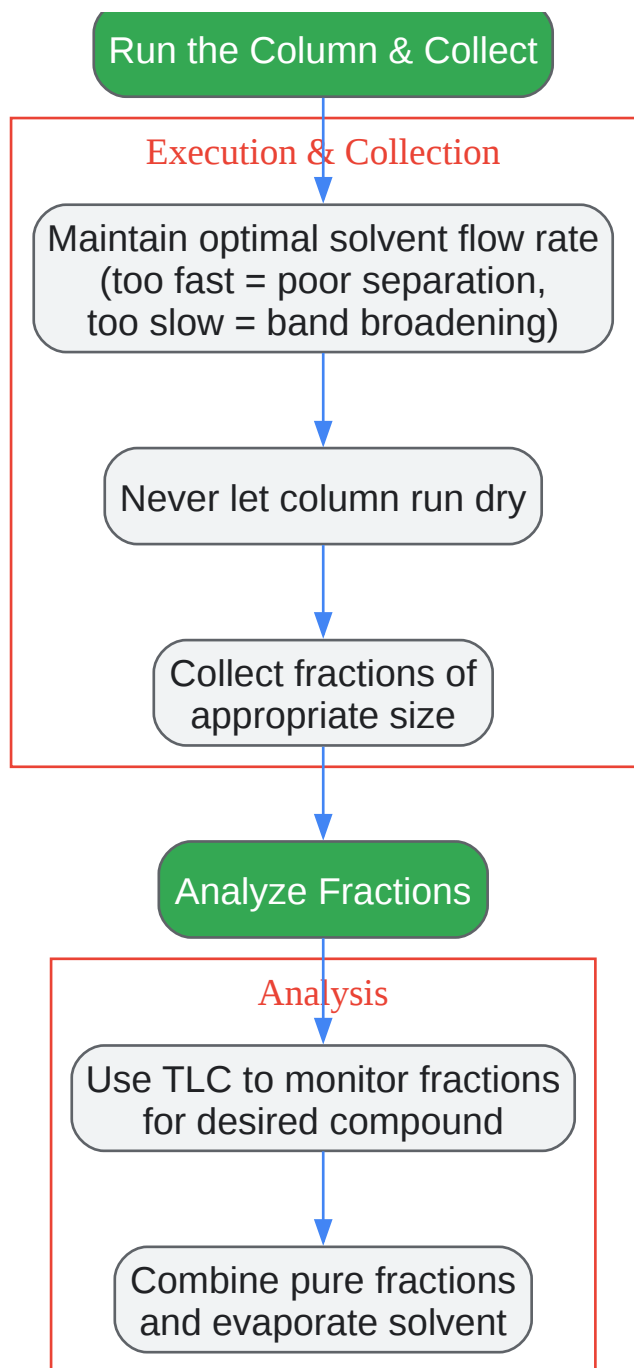 Run the Column & Collect
Execution & Collection
Maintain optimal solvent flow rate
(too fast = poor separation,
too slow = band broadening)
Never let column run dry
Collect fractions of
appropriate size
Analyze Fractions
Analysis
Use TLC to monitor fractions
for desired compound
Combine pure fractions
and evaporate solvent